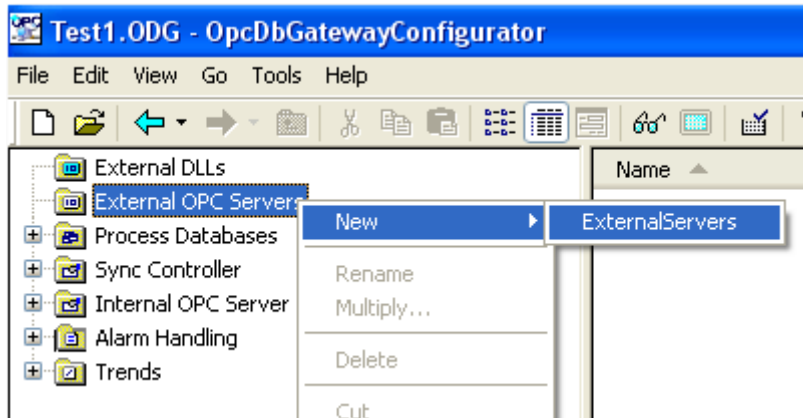 Test1.ODG - OpcDbGatewayConfigurator
File Edit View Go Tools Help
Name
External DLLs
External OPC Servers
New
ExternalServers
Process Databases
Sync Controller
Rename
Internal OPC Server
Multiply...
Alarm Handling
Delete
Trends
Cut